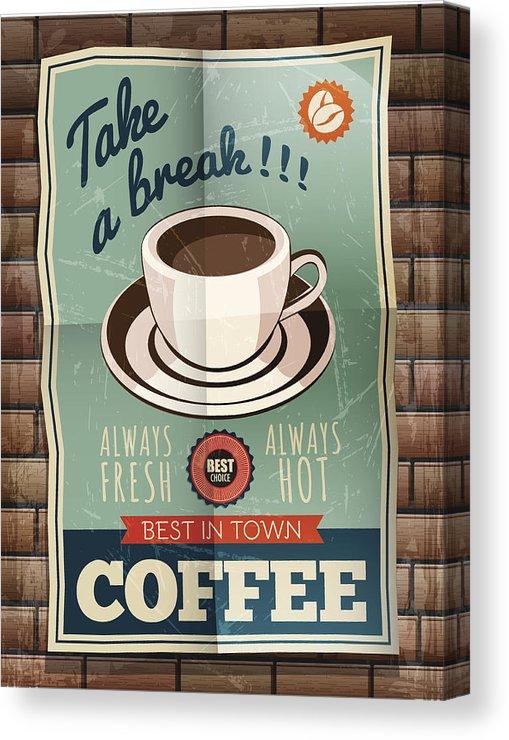 Take
a break!!!
ALWAYS
FRESH
BEST
CHOICE
ALWAYS
HOT
BEST IN TOWN
COFFEE